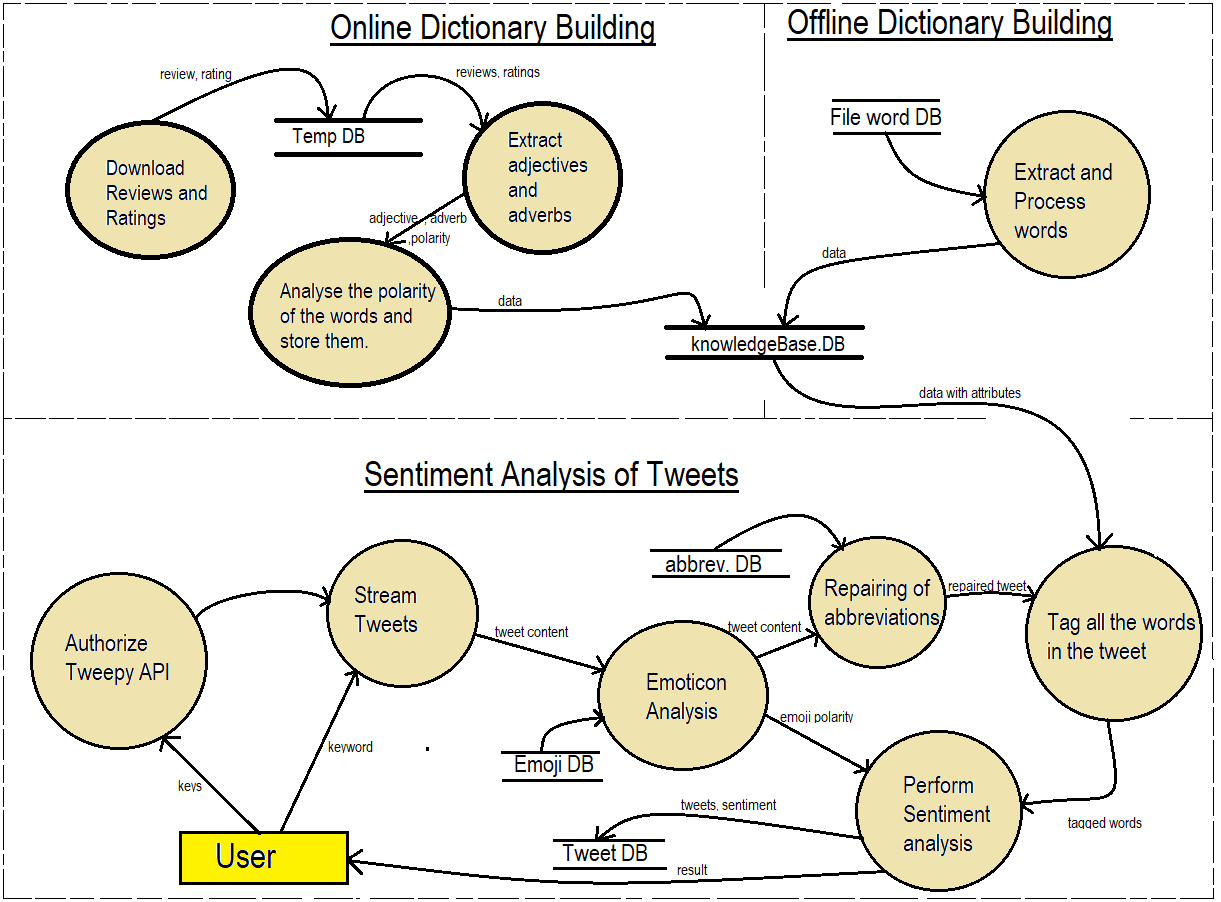 Online Dictionary Building
Offline Dictionary Building
review, rating
reviews, ratings
Temp DB
Download
Reviews and
Ratings
Extract
adjectives
and
adverbs
adjective, , adverb
,polarity
Analyse the polarity
of the words and
store them.
data
File word DB
Extract and
Process
words
data
knowledgeBase.DB
data with attributes
Sentiment Analysis of Tweets
Authorize
Tweepy API
Stream
Tweets
tweet content
abbrev. DB
Repairing of
abbreviations
repaired tweet
Tag all the words
in the tweet
Emoticon
Analysis
tweet content
emoji polarity
Emoji DB
keyword
keys
User
Perform
Sentiment
analysis
tagged words
tweets, sentiment
Tweet DB
result